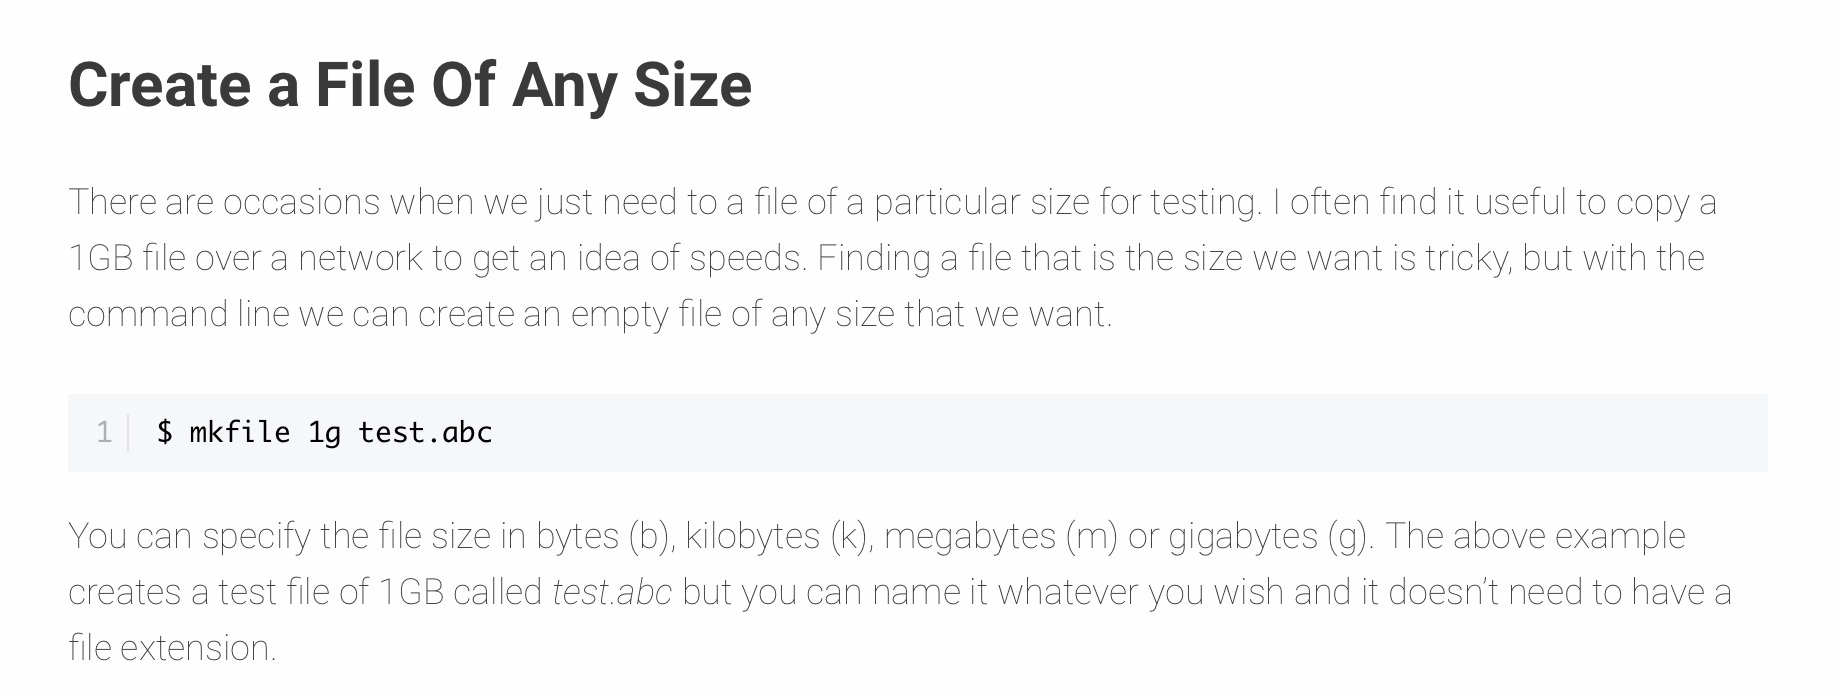 Create a File Of Any Size
There are occasions when we just need to a file of a particular size for testing. I often find it useful to copy a
1GB file over a network to get an idea of speeds. Finding a file that is the size we want is tricky, but with the
command line we can create an empty file of any size that we want.
1 $ mkfile 1g test.abc
You can specify the file size in bytes (b), kilobytes (k), megabytes (m) or gigabytes (g). The above example
creates a test file of 1GB called test.abc but you can name it whatever you wish and it doesn’t need to have a
file extension.